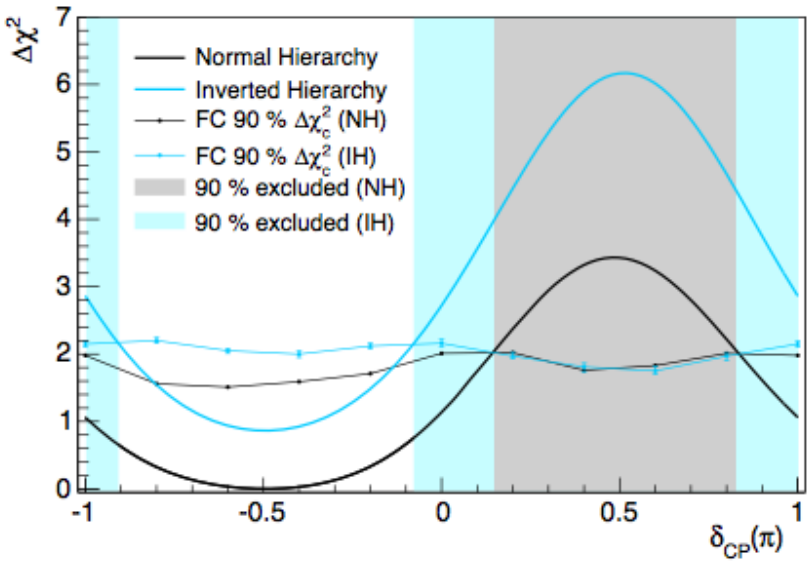 Δχ²
7
6
5
4
3
2
1
0
Normal Hierarchy
Inverted Hierarchy
FC 90 % Δχ²c (NH)
FC 90 % Δχ²c (IH)
90 % excluded (NH)
90 % excluded (IH)
-1 -0.5 0 0.5 1
δCP(π)